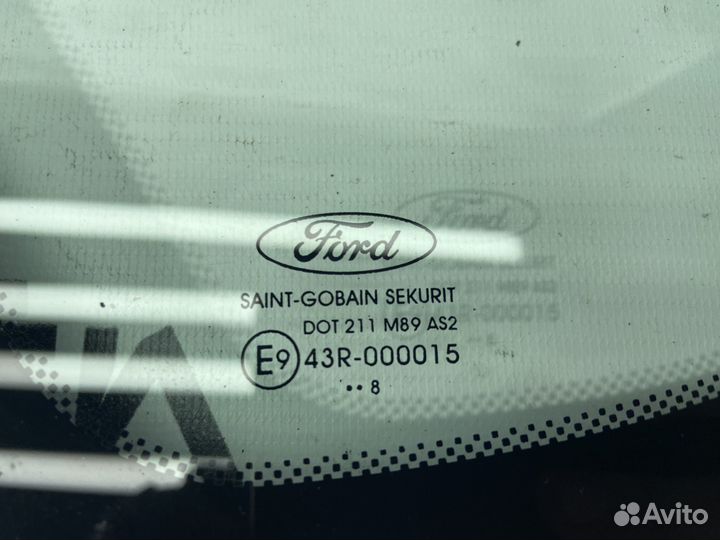 Ford
SAINT-GOBAIN SEKURIT
DOT 211 M89 AS2
E9 43R-000015
•• 8
Avito